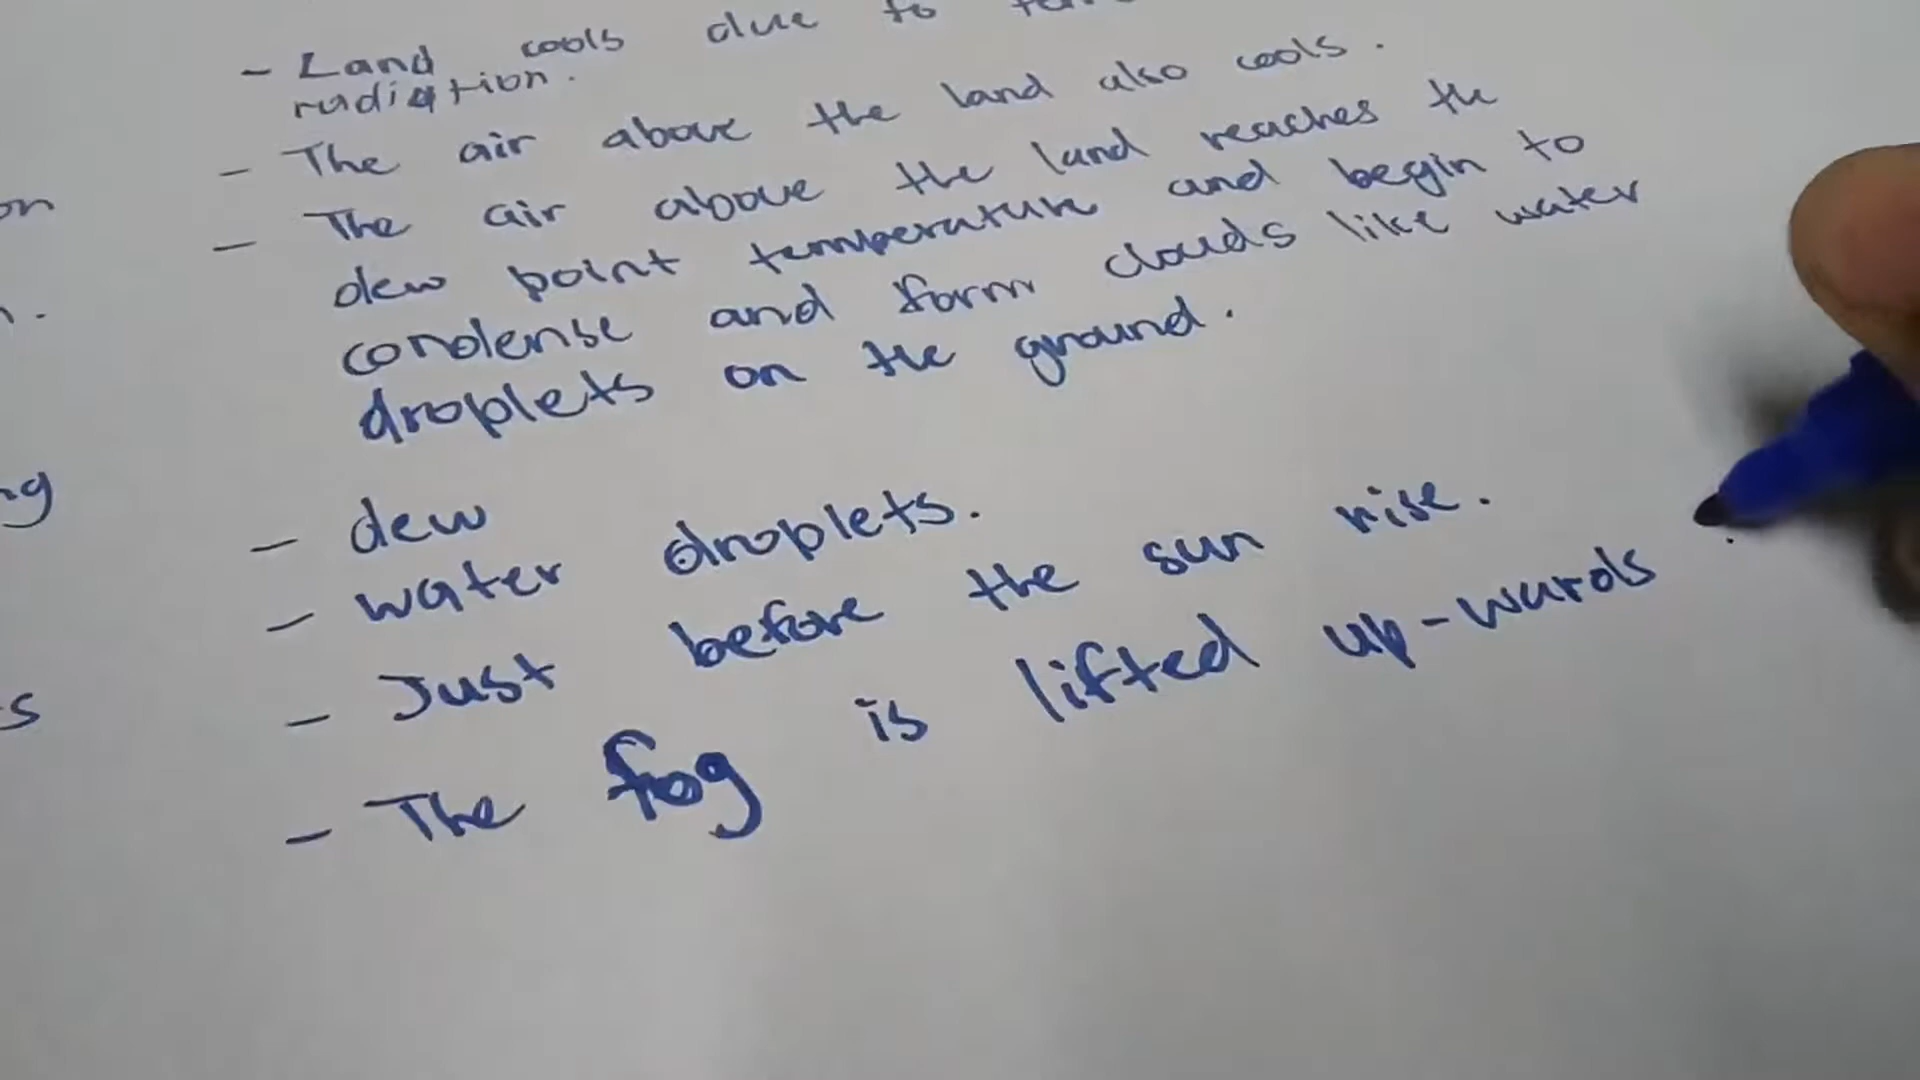 - Land cools due to
radiation.
- The air above the land also cools.
- The air above the land reaches the
dew point temperature and begin to
condense and form clouds like water
droplets on the ground.
- dew
- water droplets.
- Just before the sun rise.
- The fog is lifted up-wards.